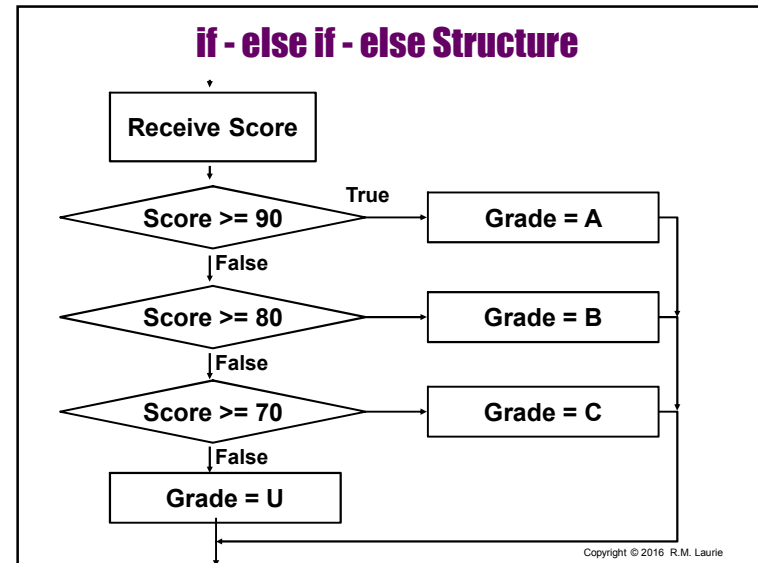 if - else if - else Structure
Receive Score
True
Score >= 90
Grade = A
False
Score >= 80
Grade = B
False
Score >= 70
Grade = C
False
Grade = U
Copyright © 2016 R.M. Laurie